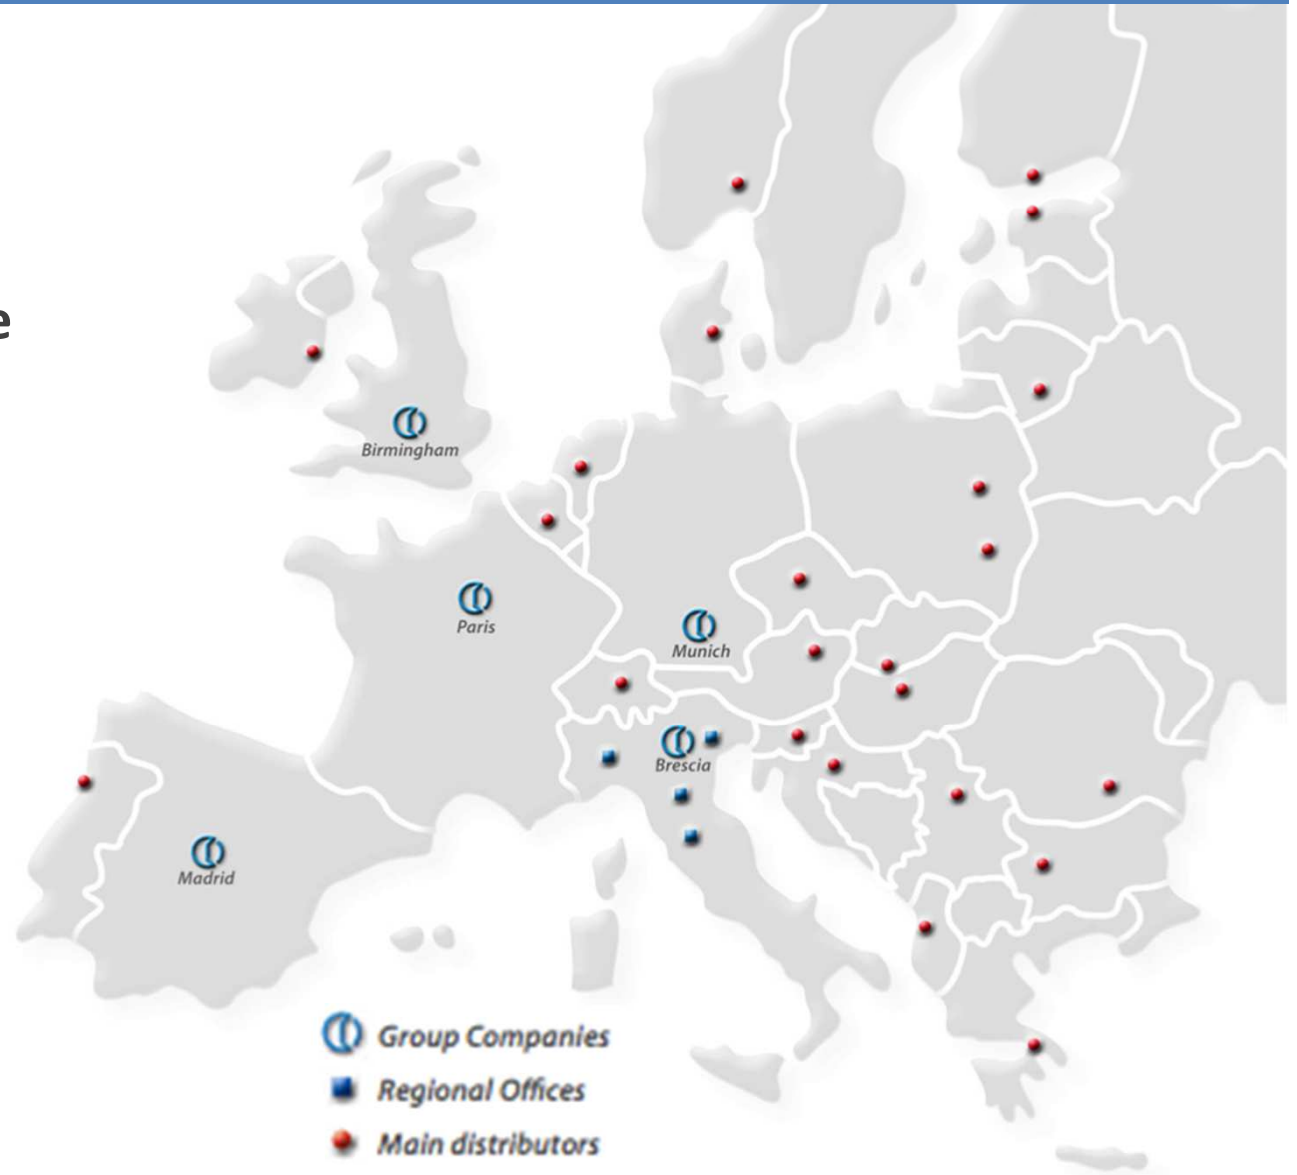 e
Birmingham
Paris
Munich
Brescia
Madrid
Group Companies
Regional Offices
Main distributors